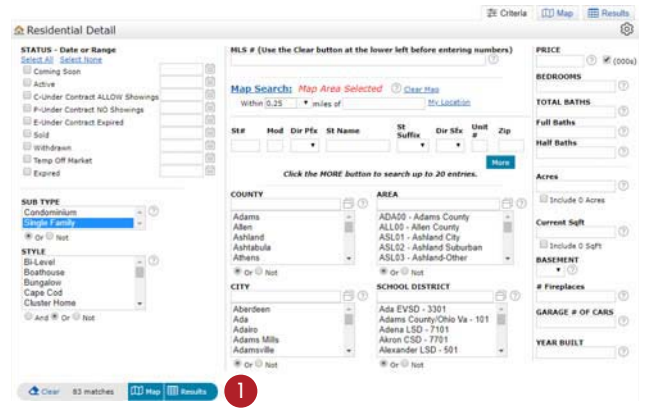 Criteria Map Results
Residential Detail
STATUS - Date or Range
Select All Select None
Coming Soon
Active
C-Under Contract ALLOW Showings
P-Under Contract NO Showings
E-Under Contract Expired
Sold
Withdrawn
Temp Off Market
Expired
SUB TYPE
Condominium
Single Family
Or Not
STYLE
Bi-Level
Boathouse
Bungalow
Cape Cod
Cluster Home
And Or Not
MLS # (Use the Clear button at the lower left before entering numbers)
Map Search: Map Area Selected Clear Map
Within 0.25 miles of My Location
St# Mod Dir Pfx St Name St Suffix Dir Sfx Unit # Zip
More
Click the MORE button to search up to 20 entries.
COUNTY
Adams
Allen
Ashland
Ashtabula
Athens
Or Not
AREA
ADA00 - Adams County
ALL00 - Allen County
ASL01 - Ashland City
ASL02 - Ashland Suburban
ASL03 - Ashland-Other
Or Not
CITY
Aberdeen
Ada
Adairo
Adams Mills
Adamsville
Or Not
SCHOOL DISTRICT
Ada EVSD - 3301
Adams County/Ohio Va - 101
Adena LSD - 7101
Akron CSD - 7701
Alexander LSD - 501
Or Not
PRICE
(000s)
BEDROOMS
TOTAL BATHS
Full Baths
Half Baths
Acres
Include 0 Acres
Current Sqft
Include 0 SqFt
BASEMENT
# Fireplaces
GARAGE # OF CARS
YEAR BUILT
Clear 83 matches Map Results
1